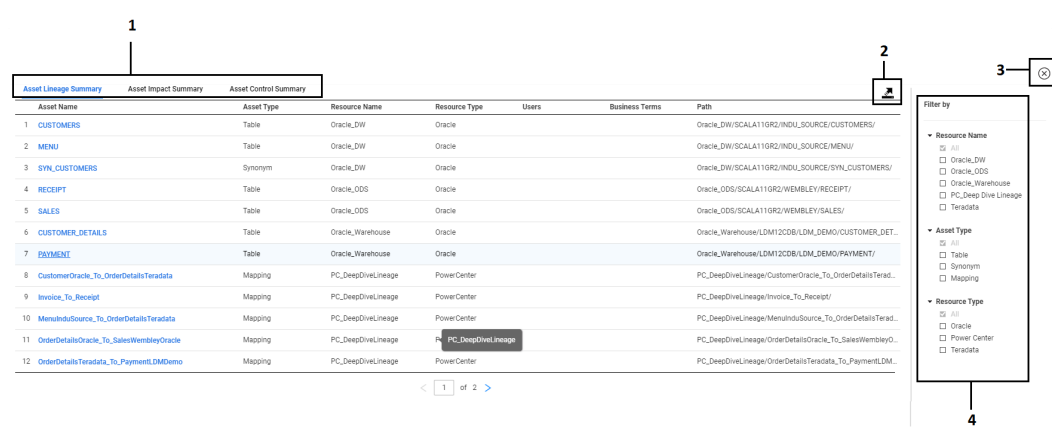 1
2
3
Asset Lineage Summary Asset Impact Summary Asset Control Summary
Asset Name Asset Type Resource Name Resource Type Users Business Terms Path
1 CUSTOMERS Table Oracle_DW Oracle Oracle_DW/SCALA11GR2/INDU_SOURCE/CUSTOMERS/
2 MENU Table Oracle_DW Oracle Oracle_DW/SCALA11GR2/INDU_SOURCE/MENU/
3 SYN_CUSTOMERS Synonym Oracle_DW Oracle Oracle_DW/SCALA11GR2/INDU_SOURCE/SYN_CUSTOMERS/
4 RECEIPT Table Oracle_ODS Oracle Oracle_ODS/SCALA11GR2/WEMBLEY/RECEIPT/
5 SALES Table Oracle_ODS Oracle Oracle_ODS/SCALA11GR2/WEMBLEY/SALES/
6 CUSTOMER_DETAILS Table Oracle_Warehouse Oracle Oracle_Warehouse/LDM12CDB/LDM_DEMO/CUSTOMER_DET...
7 PAYMENT Table Oracle_Warehouse Oracle Oracle_Warehouse/LDM12CDB/LDM_DEMO/PAYMENT/
8 CustomerOracle_To_OrderDetailsTeradata Mapping PC_DeepDiveLineage PowerCenter PC_DeepDiveLineage/CustomerOracle_To_OrderDetailsTerad...
9 Invoice_To_Receipt Mapping PC_DeepDiveLineage PowerCenter PC_DeepDiveLineage/Invoice_To_Receipt/
10 MenuInduSource_To_OrderDetailsTeradata Mapping PC_DeepDiveLineage PowerCenter PC_DeepDiveLineage/MenuInduSource_To_OrderDetailsTerad...
11 OrderDetailsOracle_To_SalesWembleyOracle Mapping PC_DeepDiveLineage PC_DeepDiveLineage PC_DeepDiveLineage/OrderDetailsOracle_To_SalesWembleyO...
12 OrderDetailsTeradata_To_PaymentLDMDemo Mapping PC_DeepDiveLineage PowerCenter PC_DeepDiveLineage/OrderDetailsTeradata_To_PaymentLDM...
1 of 2
Filter by
Resource Name
All
Oracle_DW
Oracle_ODS
Oracle_Warehouse
PC_Deep Dive Lineage
Teradata
Asset Type
All
Table
Synonym
Mapping
Resource Type
All
Oracle
Power Center
Teradata
4